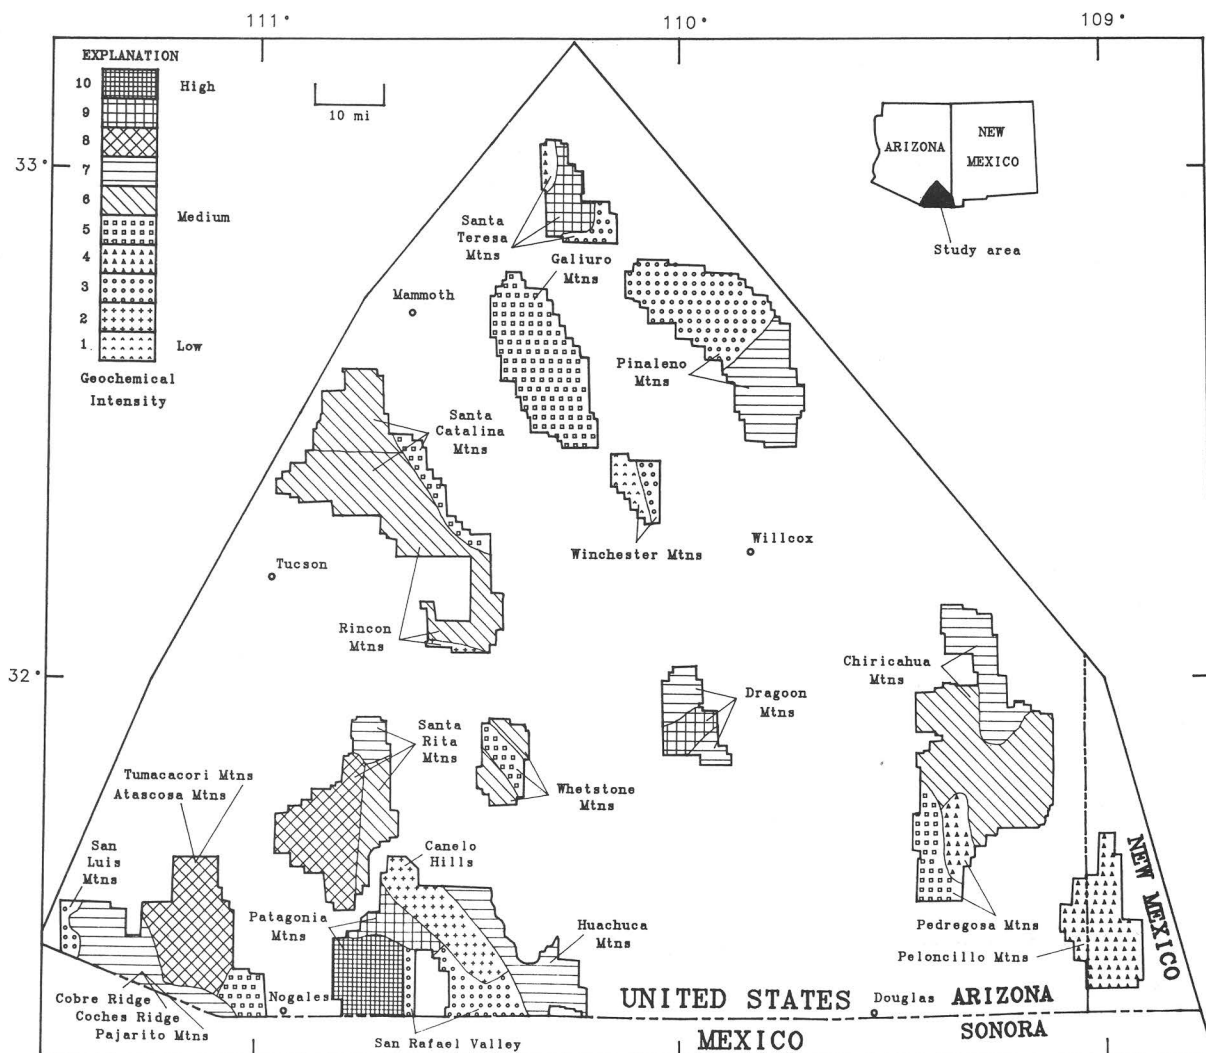 111°
110°
109°
EXPLANATION
10
High
9
8
7
6
Medium
5
4
3
2
1
Low
Geochemical
Intensity
10 mi
33°
32°
ARIZONA
NEW
MEXICO
Study area
Santa
Teresa
Mtns
Galiuro
Mtns
Mammoth
Pinaleno
Mtns
Santa
Catalina
Mtns
Winchester Mtns
Willcox
Tucson
Rincon
Mtns
Chiricahua
Mtns
Dragoon
Mtns
Santa
Rita
Mtns
Whetstone
Mtns
Tumacacori Mtns
Atascosa Mtns
San
Luis
Mtns
Canelo
Hills
Patagonia
Mtns
Huachuca
Mtns
Pedregosa Mtns
Peloncillo Mtns
NEW MEXICO
Cobre Ridge
Coches Ridge
Pajarito Mtns
Nogales
San Rafael Valley
UNITED STATES
MEXICO
Douglas
ARIZONA
SONORA